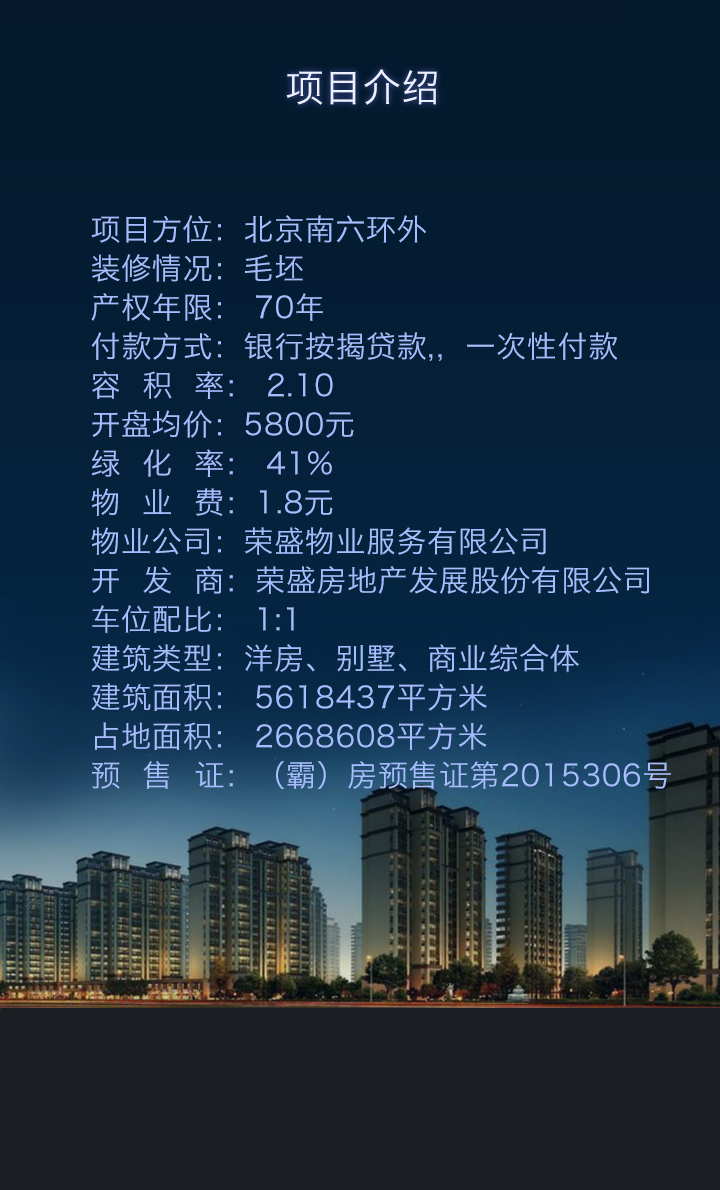 项目介绍
项目方位：北京南六环外
装修情况：毛坯
产权年限： 70年
付款方式：银行按揭贷款,，一次性付款
容 积 率： 2.10
开盘均价：5800元
绿 化 率： 41%
物 业 费：1.8元
物业公司：荣盛物业服务有限公司
开 发 商：荣盛房地产发展股份有限公司
车位配比： 1:1
建筑类型：洋房、别墅、商业综合体
建筑面积： 5618437平方米
占地面积： 2668608平方米
预 售 证：（霸）房预售证第2015306号